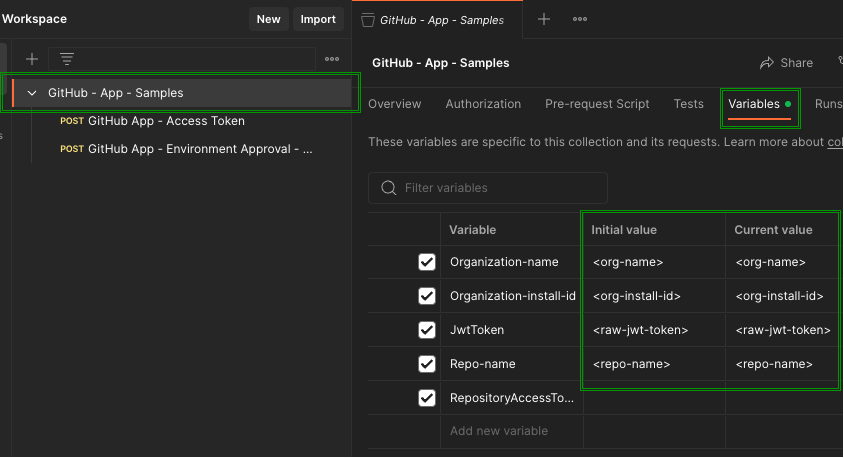 Workspace
New
Import
GitHub - App - Samples
GitHub - App - Samples
POST GitHub App - Access Token
POST GitHub App - Environment Approval - ...
GitHub - App - Samples
Share
Overview Authorization Pre-request Script Tests Variables Runs
These variables are specific to this collection and its requests. Learn more about
Filter variables
Variable Initial value Current value
Organization-name <org-name> <org-name>
Organization-install-id <org-install-id> <org-install-id>
JwtToken <raw-jwt-token> <raw-jwt-token>
Repo-name <repo-name> <repo-name>
RepositoryAccessTo...
Add new variable